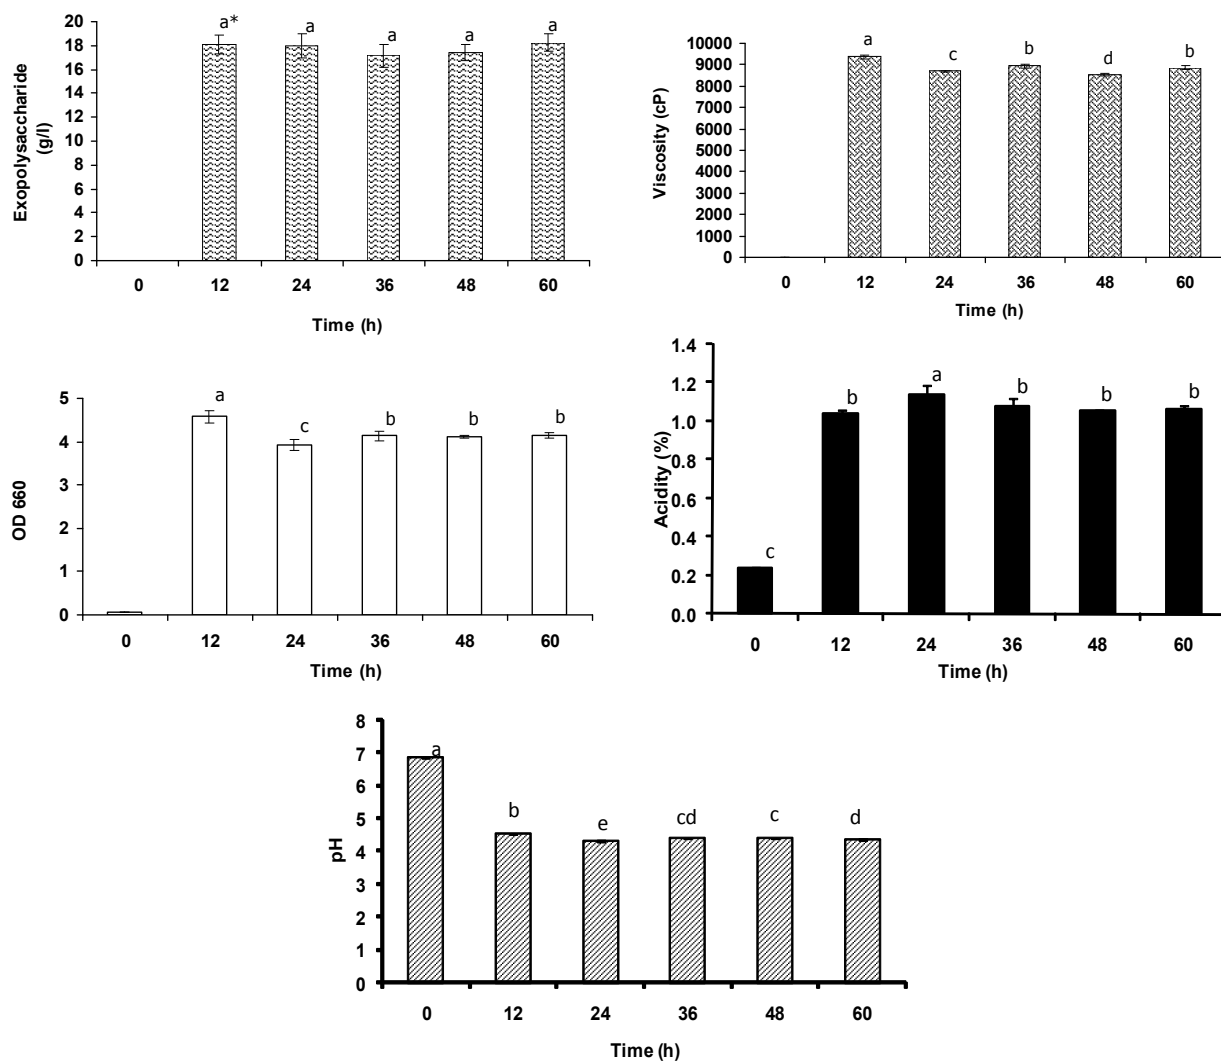 Exopolysaccharide
(g/l)
20
18
16
14
12
10
8
6
4
2
0
a* a a a a
0 12 24 36 48 60
Time (h)
Viscosity (cP)
10000
9000
8000
7000
6000
5000
4000
3000
2000
1000
0
a c b d b
0 12 24 36 48 60
Time (h)
OD 660
5
4
3
2
1
0
a c b b b
0 12 24 36 48 60
Time (h)
Acidity (%)
1.4
1.2
1.0
0.8
0.6
0.4
0.2
0.0
c b a b b b
0 12 24 36 48 60
Time (h)
pH
8
7
6
5
4
3
2
1
0
a b e cd c d
0 12 24 36 48 60
Time (h)